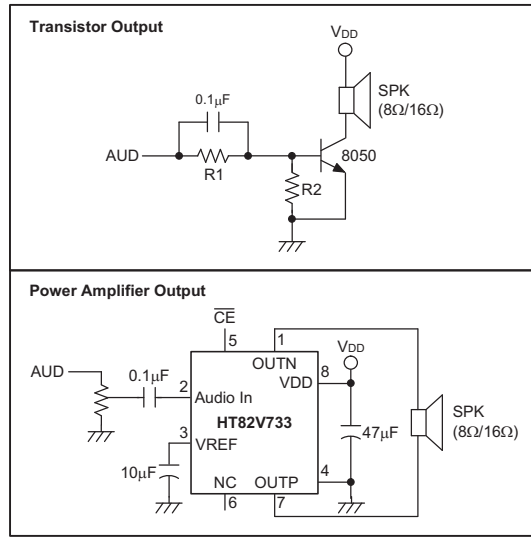 Transistor Output
VDD
SPK
(8Ω/16Ω)
0.1µF
AUD
R1
8050
R2
Power Amplifier Output
CE
5
1
OUTN
VDD
8
VDD
AUD
0.1µF
2
Audio In
HT82V733
3
VREF
47µF
SPK
(8Ω/16Ω)
10µF
4
NC
OUTP
6
7